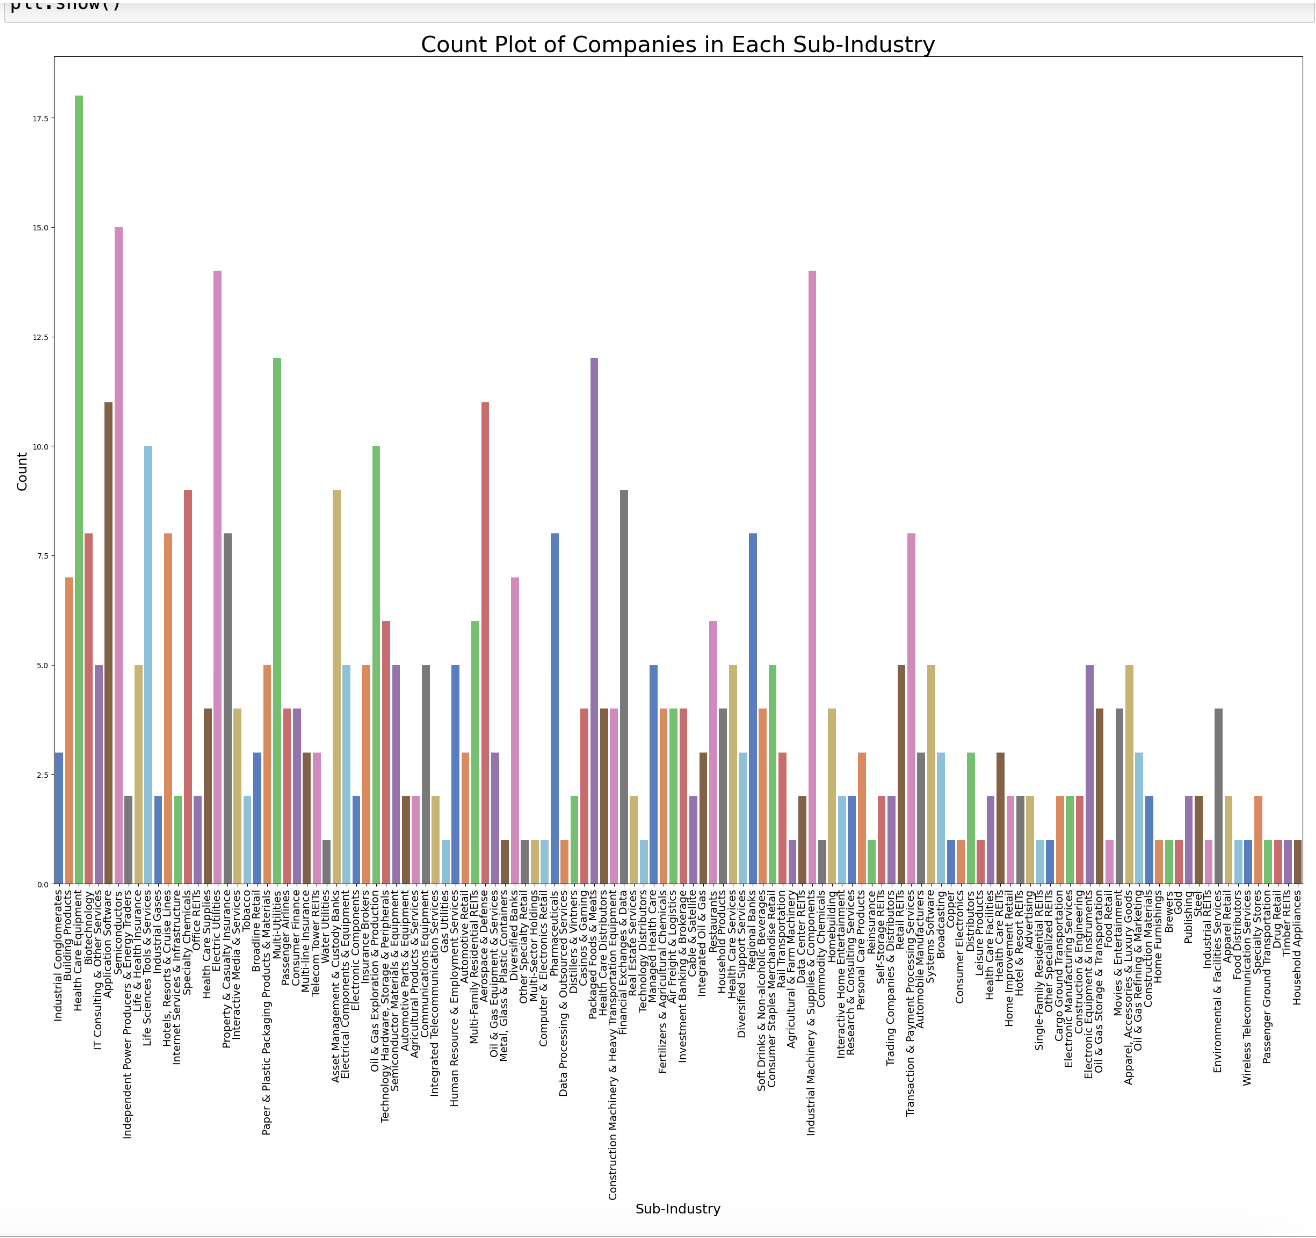 plt.show()
Count Plot of Companies in Each Sub-Industry
Count
17.5
15.0
12.5
10.0
7.5
5.0
2.5
0.0
Industrial Conglomerates
Building Products
Health Care Equipment
Biotechnology
IT Consulting & Other Services
Application Software
Semiconductors
Independent Power Producers & Energy Traders
Life & Health Insurance
Life Sciences Tools & Services
Industrial Gases
Hotels, Resorts & Cruise Lines
Internet Services & Infrastructure
Specialty Chemicals
Office REITs
Health Care Supplies
Electric Utilities
Property & Casualty Insurance
Interactive Media & Services
Tobacco
Broadline Retail
Paper & Plastic Packaging Products & Materials
Multi-Utilities
Passenger Airlines
Consumer Finance
Multi-line Insurance
Telecom Tower REITs
Water Utilities
Asset Management & Custody Banks
Electrical Components & Equipment
Electronic Components
Insurance Brokers
Oil & Gas Exploration & Production
Technology Hardware, Storage & Peripherals
Semiconductor Materials & Equipment
Automotive Parts & Equipment
Agricultural Products & Services
Communications Equipment
Integrated Telecommunication Services
Gas Utilities
Human Resource & Employment Services
Automotive Retail
Multi-Family Residential REITs
Aerospace & Defense
Oil & Gas Equipment & Services
Metal, Glass & Plastic Containers
Diversified Banks
Other Specialty Retail
Multi-Sector Holdings
Computer & Electronics Retail
Pharmaceuticals
Data Processing & Outsourced Services
Distillers & Vintners
Casinos & Gaming
Packaged Foods & Meats
Health Care Distributors
Construction Machinery & Heavy Transportation Equipment
Financial Exchanges & Data
Real Estate Services
Technology Distributors
Managed Health Care
Fertilizers & Agricultural Chemicals
Air Freight & Logistics
Investment Banking & Brokerage
Cable & Satellite
Integrated Oil & Gas
Restaurants
Household Products
Health Care Services
Diversified Support Services
Regional Banks
Soft Drinks & Non-alcoholic Beverages
Consumer Staples Merchandise Retail
Rail Transportation
Agricultural & Farm Machinery
Data Center REITs
Industrial Machinery & Supplies & Components
Commodity Chemicals
Homebuilding
Interactive Home Entertainment
Research & Consulting Services
Personal Care Products
Reinsurance
Self-Storage REITs
Trading Companies & Distributors
Retail REITs
Transaction & Payment Processing Services
Automobile Manufacturers
Systems Software
Broadcasting
Copper
Consumer Electronics
Distributors
Leisure Products
Health Care Facilities
Health Care REITs
Home Improvement Retail
Hotel & Resort REITs
Advertising
Single-Family Residential REITs
Other Specialized REITs
Cargo Ground Transportation
Electronic Manufacturing Services
Construction & Engineering
Electronic Equipment & Instruments
Oil & Gas Storage & Transportation
Food Retail
Movies & Entertainment
Apparel, Accessories & Luxury Goods
Oil & Gas Refining & Marketing
Construction Materials
Home Furnishings
Brewers
Gold
Publishing
Steel
Industrial REITs
Environmental & Facilities Services
Apparel Retail
Food Distributors
Wireless Telecommunication Services
Specialty Stores
Passenger Ground Transportation
Drug Retail
Timber REITs
Household Appliances
Sub-Industry